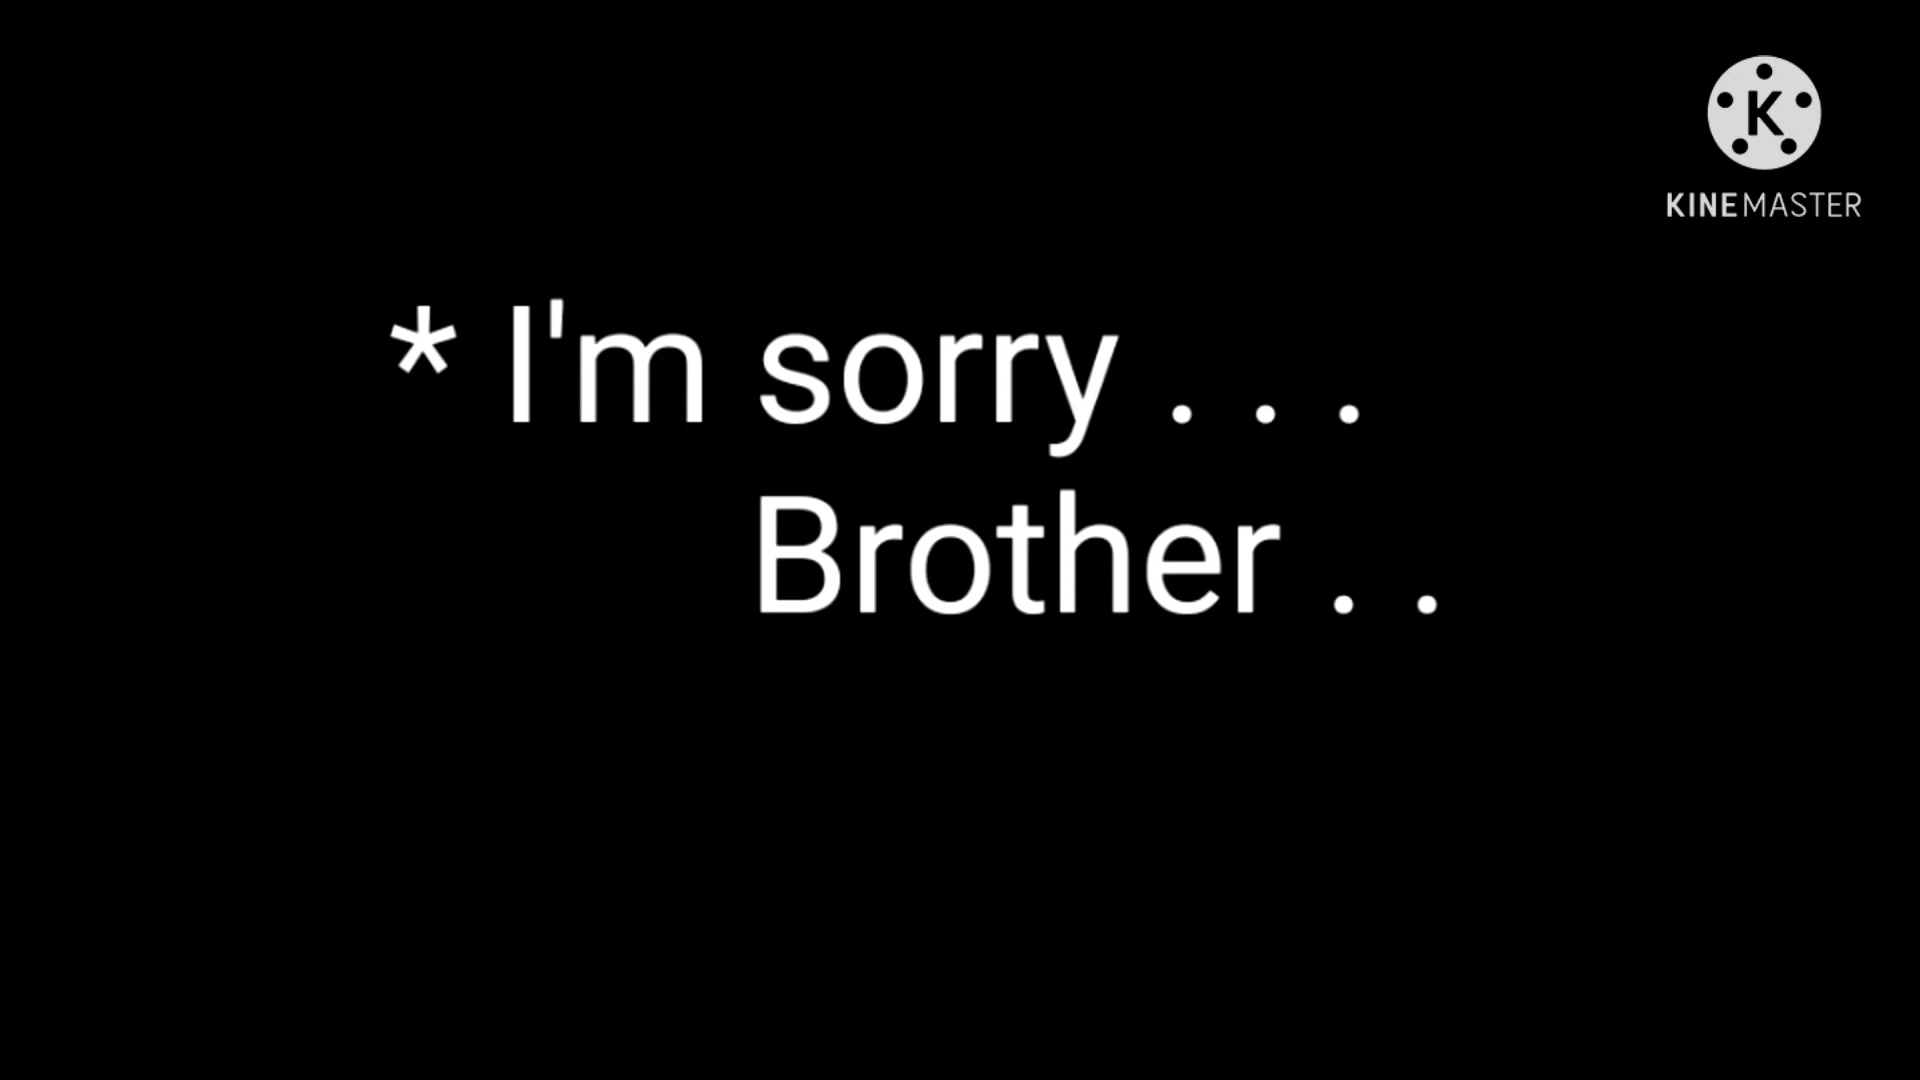 K
KINEMASTER
* I'm sorry . . .
Brother . .